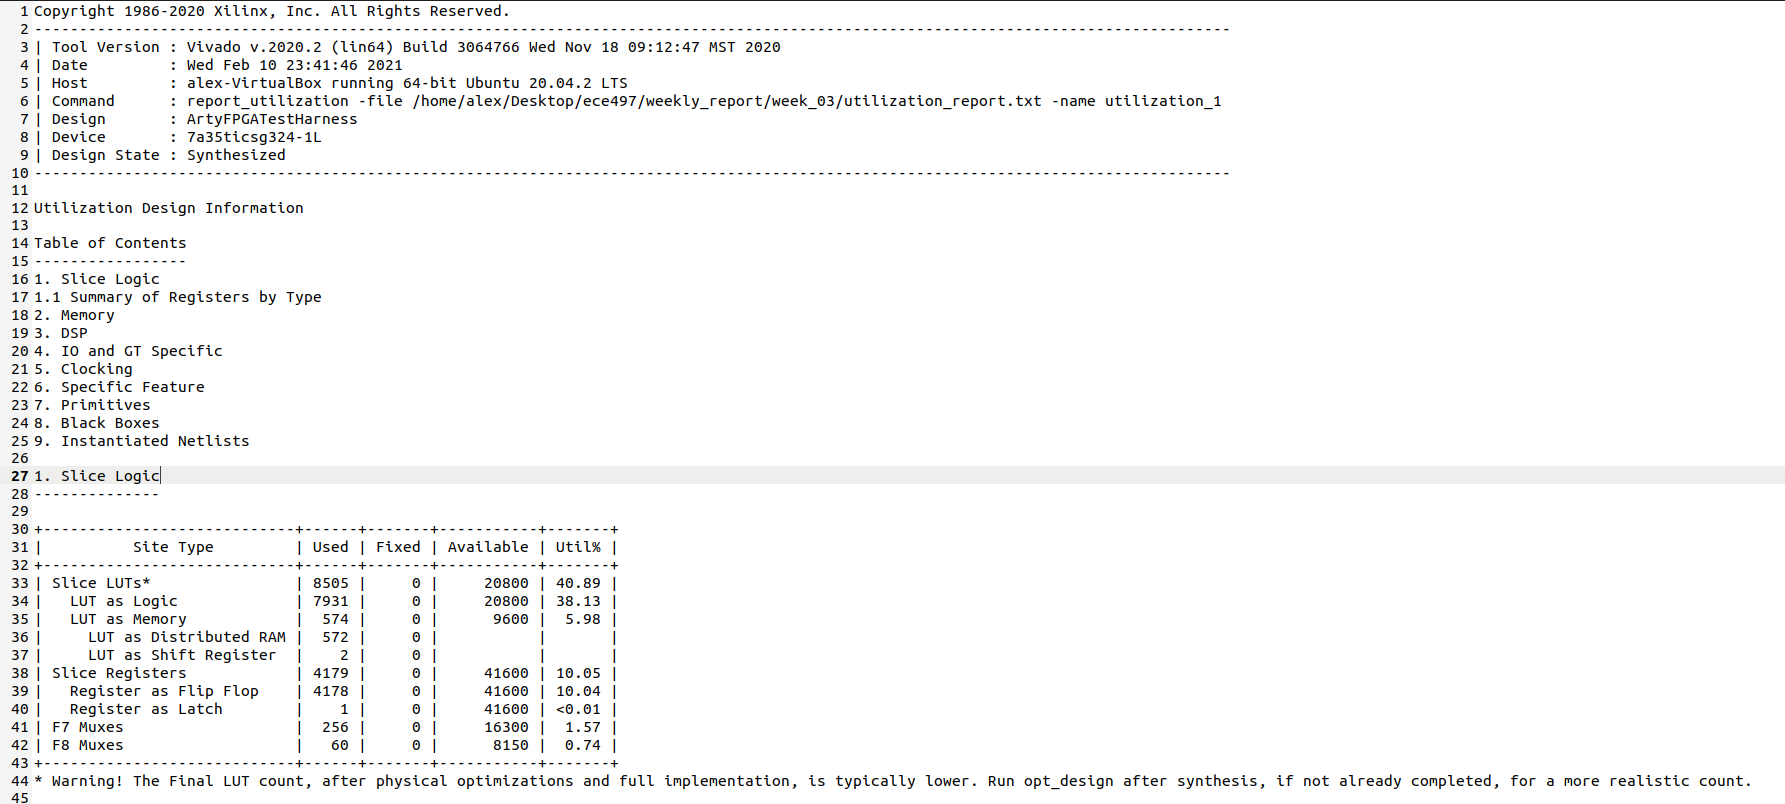 1 Copyright 1986-2020 Xilinx, Inc. All Rights Reserved.
2 -------------------------------------------------------------------------------------------------------------------------------------
3 | Tool Version : Vivado v.2020.2 (lin64) Build 3064766 Wed Nov 18 09:12:47 MST 2020
4 | Date         : Wed Feb 10 23:41:46 2021
5 | Host         : alex-VirtualBox running 64-bit Ubuntu 20.04.2 LTS
6 | Command      : report_utilization -file /home/alex/Desktop/ece497/weekly_report/week_03/utilization_report.txt -name utilization_1
7 | Design       : ArtyFPGATestHarness
8 | Device       : 7a35ticsg324-1L
9 | Design State : Synthesized
10 -------------------------------------------------------------------------------------------------------------------------------------
11
12 Utilization Design Information
13
14 Table of Contents
15 -----------------
16 1. Slice Logic
17 1.1 Summary of Registers by Type
18 2. Memory
19 3. DSP
20 4. IO and GT Specific
21 5. Clocking
22 6. Specific Feature
23 7. Primitives
24 8. Black Boxes
25 9. Instantiated Netlists
26
27 1. Slice Logic
28 --------------
29
30 +----------------------------+------+-------+-----------+-------+
31 |          Site Type         | Used | Fixed | Available | Util% |
32 +----------------------------+------+-------+-----------+-------+
33 | Slice LUTs*                | 8505 |     0 |     20800 | 40.89 |
34 |   LUT as Logic             | 7931 |     0 |     20800 | 38.13 |
35 |   LUT as Memory            |  574 |     0 |      9600 |  5.98 |
36 |     LUT as Distributed RAM |  572 |     0 |           |       |
37 |     LUT as Shift Register  |    2 |     0 |           |       |
38 | Slice Registers            | 4179 |     0 |     41600 | 10.05 |
39 |   Register as Flip Flop    | 4178 |     0 |     41600 | 10.04 |
40 |   Register as Latch        |    1 |     0 |     41600 | <0.01 |
41 | F7 Muxes                   |  256 |     0 |     16300 |  1.57 |
42 | F8 Muxes                   |   60 |     0 |      8150 |  0.74 |
43 +----------------------------+------+-------+-----------+-------+
44 * Warning! The Final LUT count, after physical optimizations and full implementation, is typically lower. Run opt_design after synthesis, if not already completed, for a more realistic count.
45